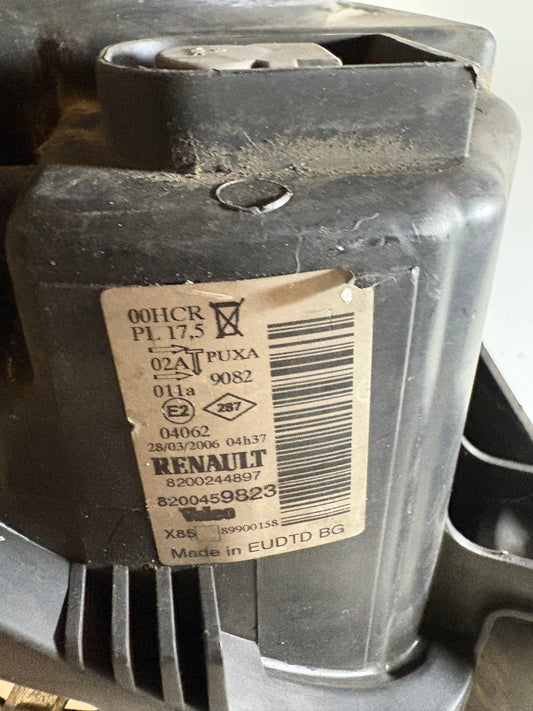 00HCR
PL 17,5
02A PUXA
011a 9082
E2 287
04062
28/03/2006 04h37
RENAULT
8200244897
8200459823
Valeo
X85 89900158
Made in EUDTD BG